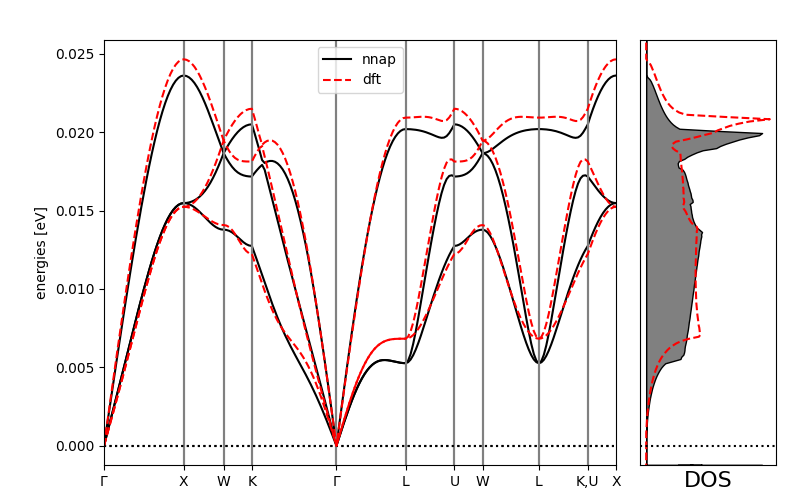 nnap
dft
energies [eV]
0.025
0.020
0.015
0.010
0.005
0.000
Γ X W K Γ L U W L K,U X
DOS